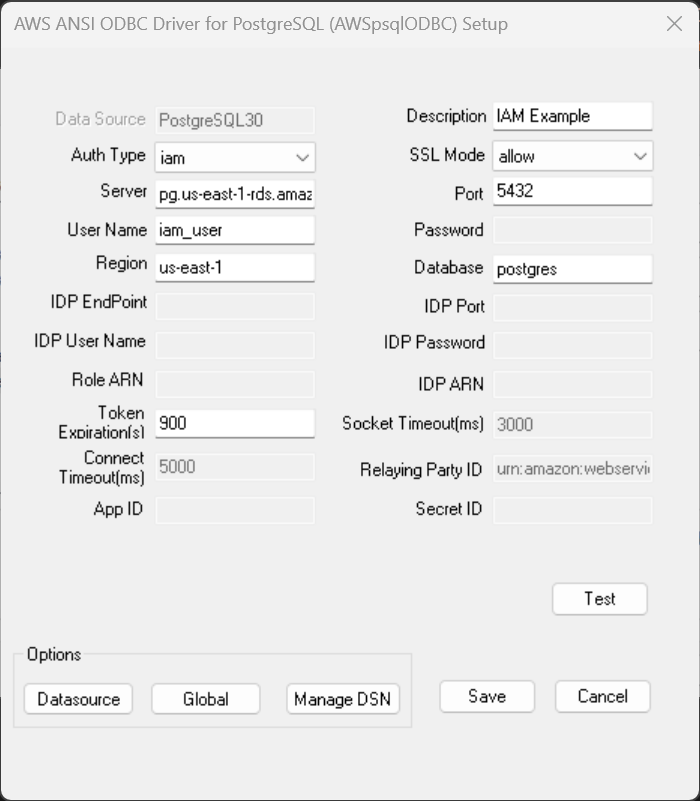 AWS ANSI ODBC Driver for PostgreSQL (AWSpsqlODBC) Setup
Data Source PostgreSQL30 Description IAM Example
Auth Type iam SSL Mode allow
Server pg.us-east-1-rds.amaz Port 5432
User Name iam_user Password
Region us-east-1 Database postgres
IDP EndPoint IDP Port
IDP User Name IDP Password
Role ARN IDP ARN
Token
Expiration(s) 900 Socket Timeout(ms) 3000
Connect
Timeout(ms) 5000 Relaying Party ID urn:amazon:webservi
App ID Secret ID
Test
Options
Datasource Global Manage DSN Save Cancel